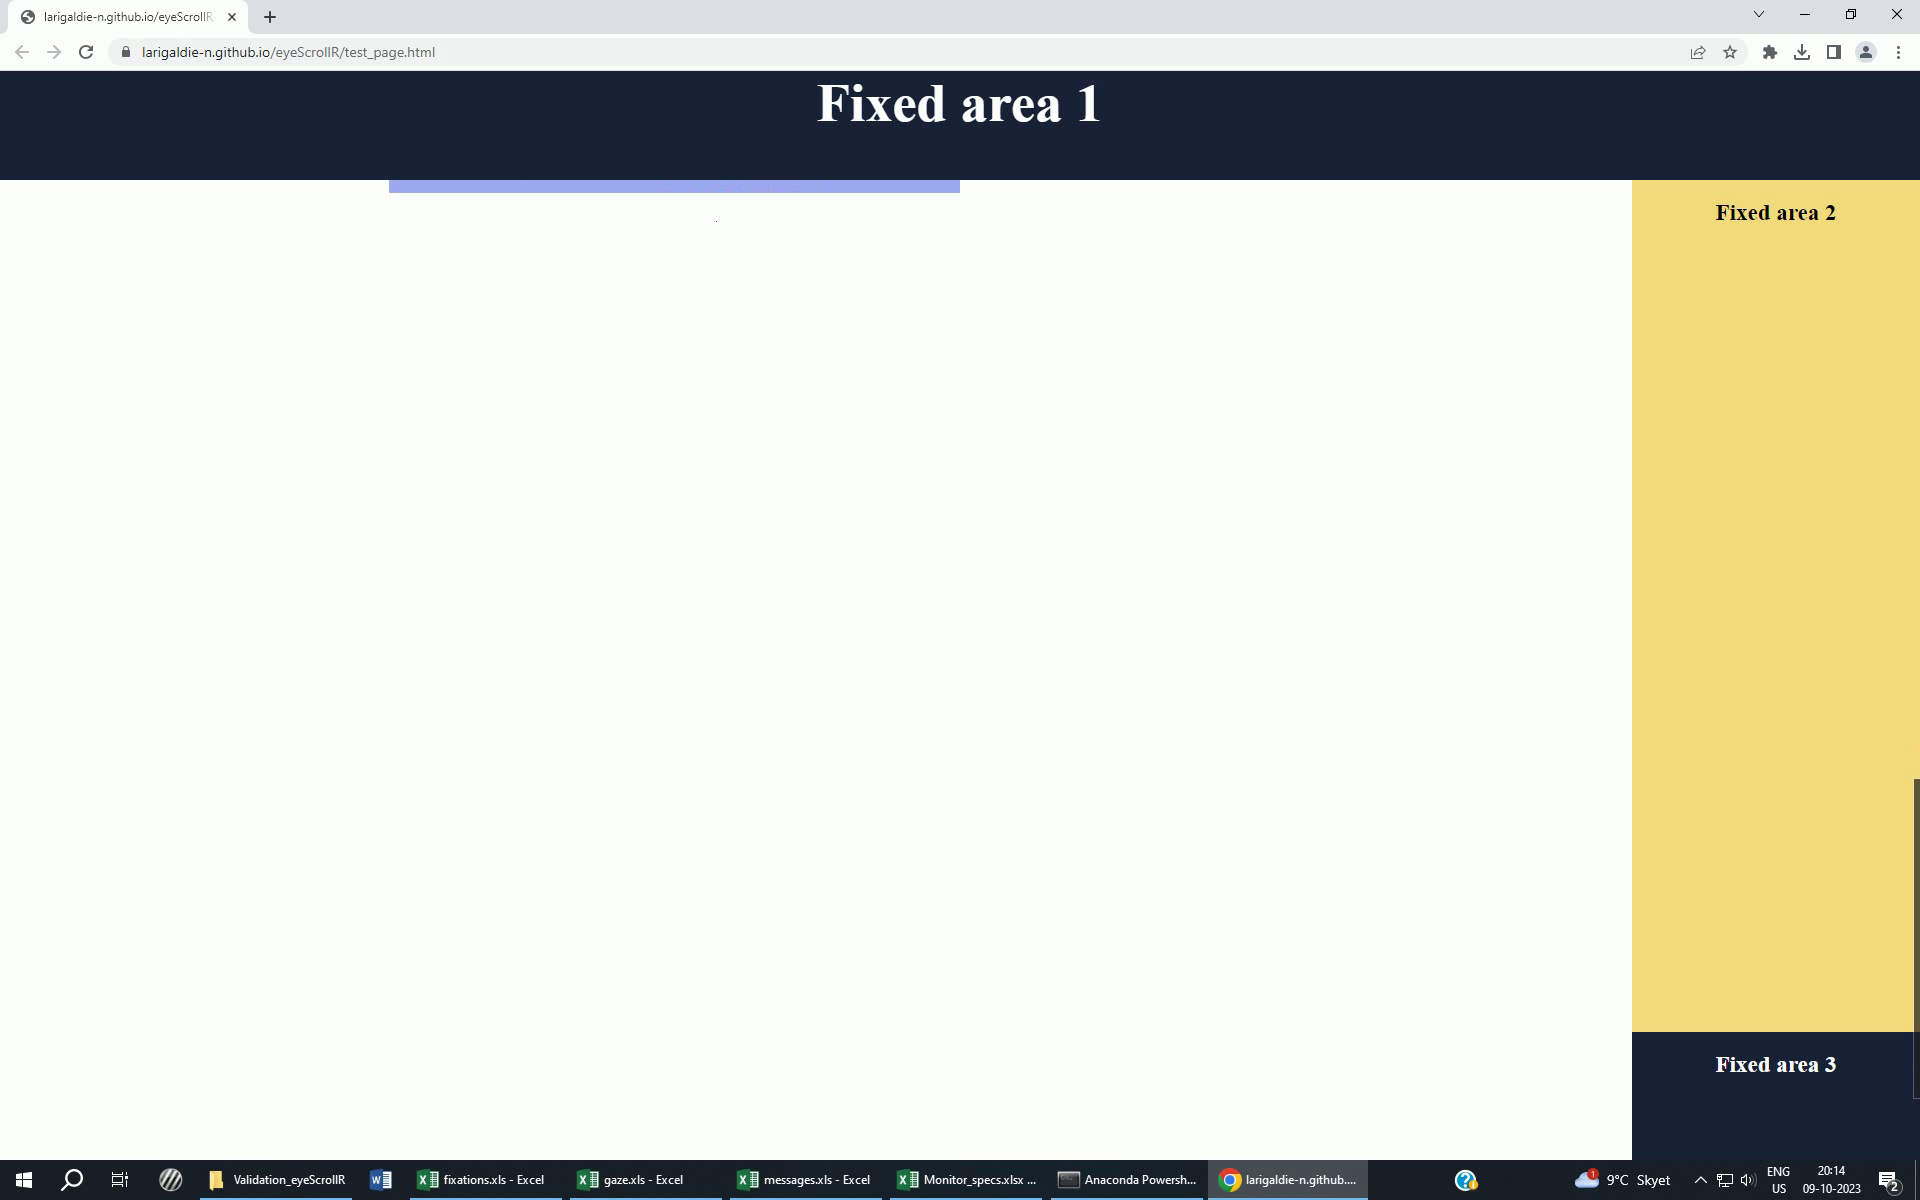 larigaldie-n.github.io/eyeScrollR
larigaldie-n.github.io/eyeScrollR/test_page.html
Fixed area 1
Fixed area 2
Fixed area 3
Validation_eyeScrollR
fixations.xls - Excel
gaze.xls - Excel
messages.xls - Excel
Monitor_specs.xlsx ...
Anaconda Powersh...
larigaldie-n.github....
1
9°C Skyet
ENG
US
20:14
09-10-2023
2